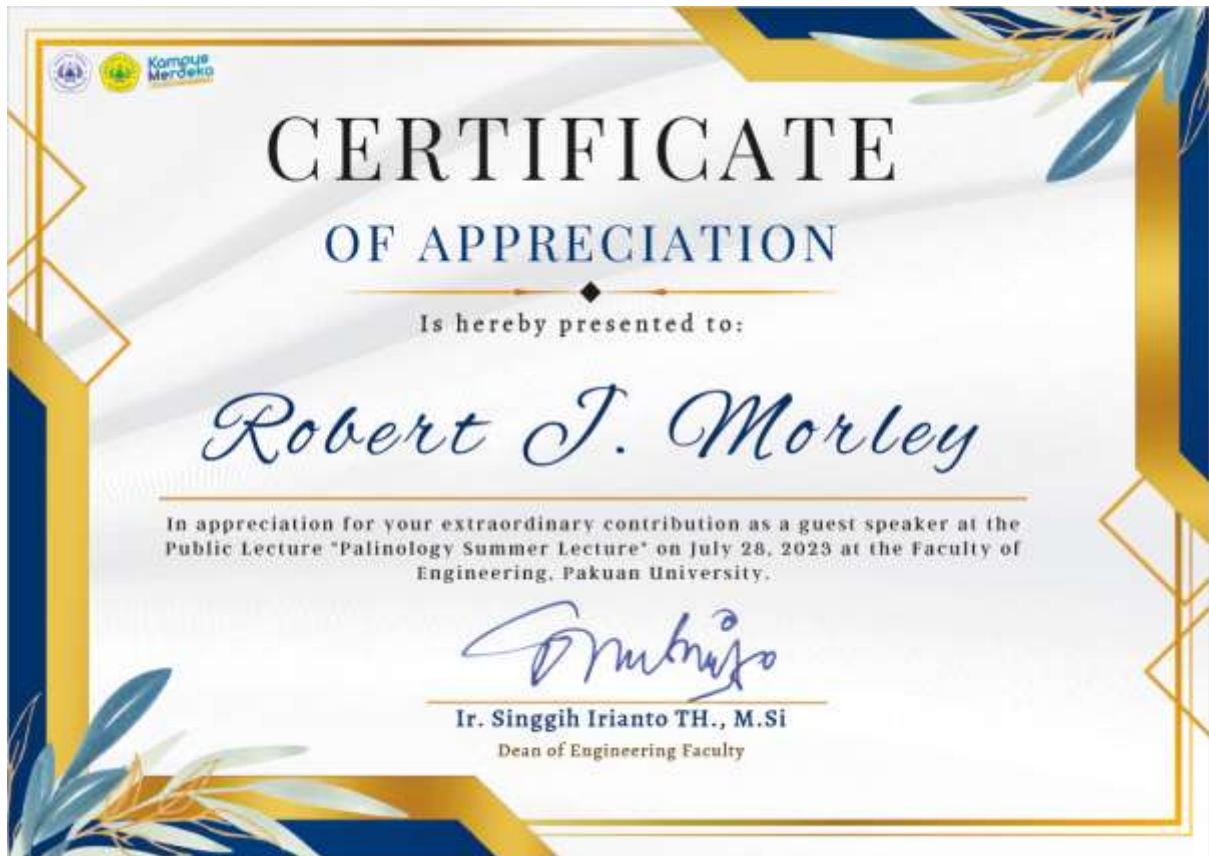 Kampus
Merdeka
CERTIFICATE
OF APPRECIATION
Is hereby presented to:
Robert J. Morley
In appreciation for your extraordinary contribution as a guest speaker at the
Public Lecture "Palinology Summer Lecture" on July 28, 2023 at the Faculty of
Engineering, Pakuan University.
Ir. Singgih Irianto TH., M.Si
Dean of Engineering Faculty